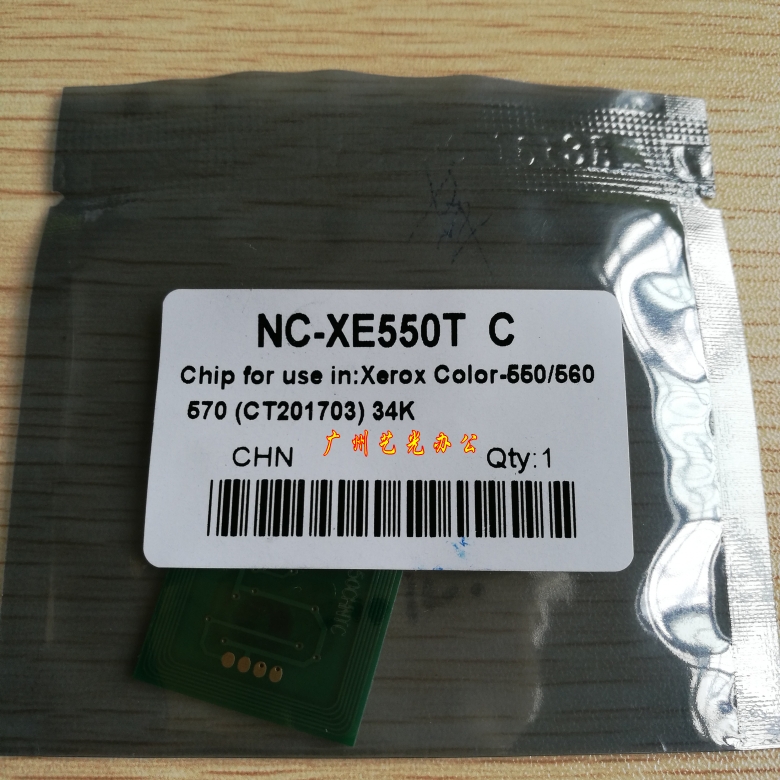 NC-XE550T C
Chip for use in:Xerox Color-550/560
570 (CT201703) 34K
广州艺光办公
CHN Qty:1